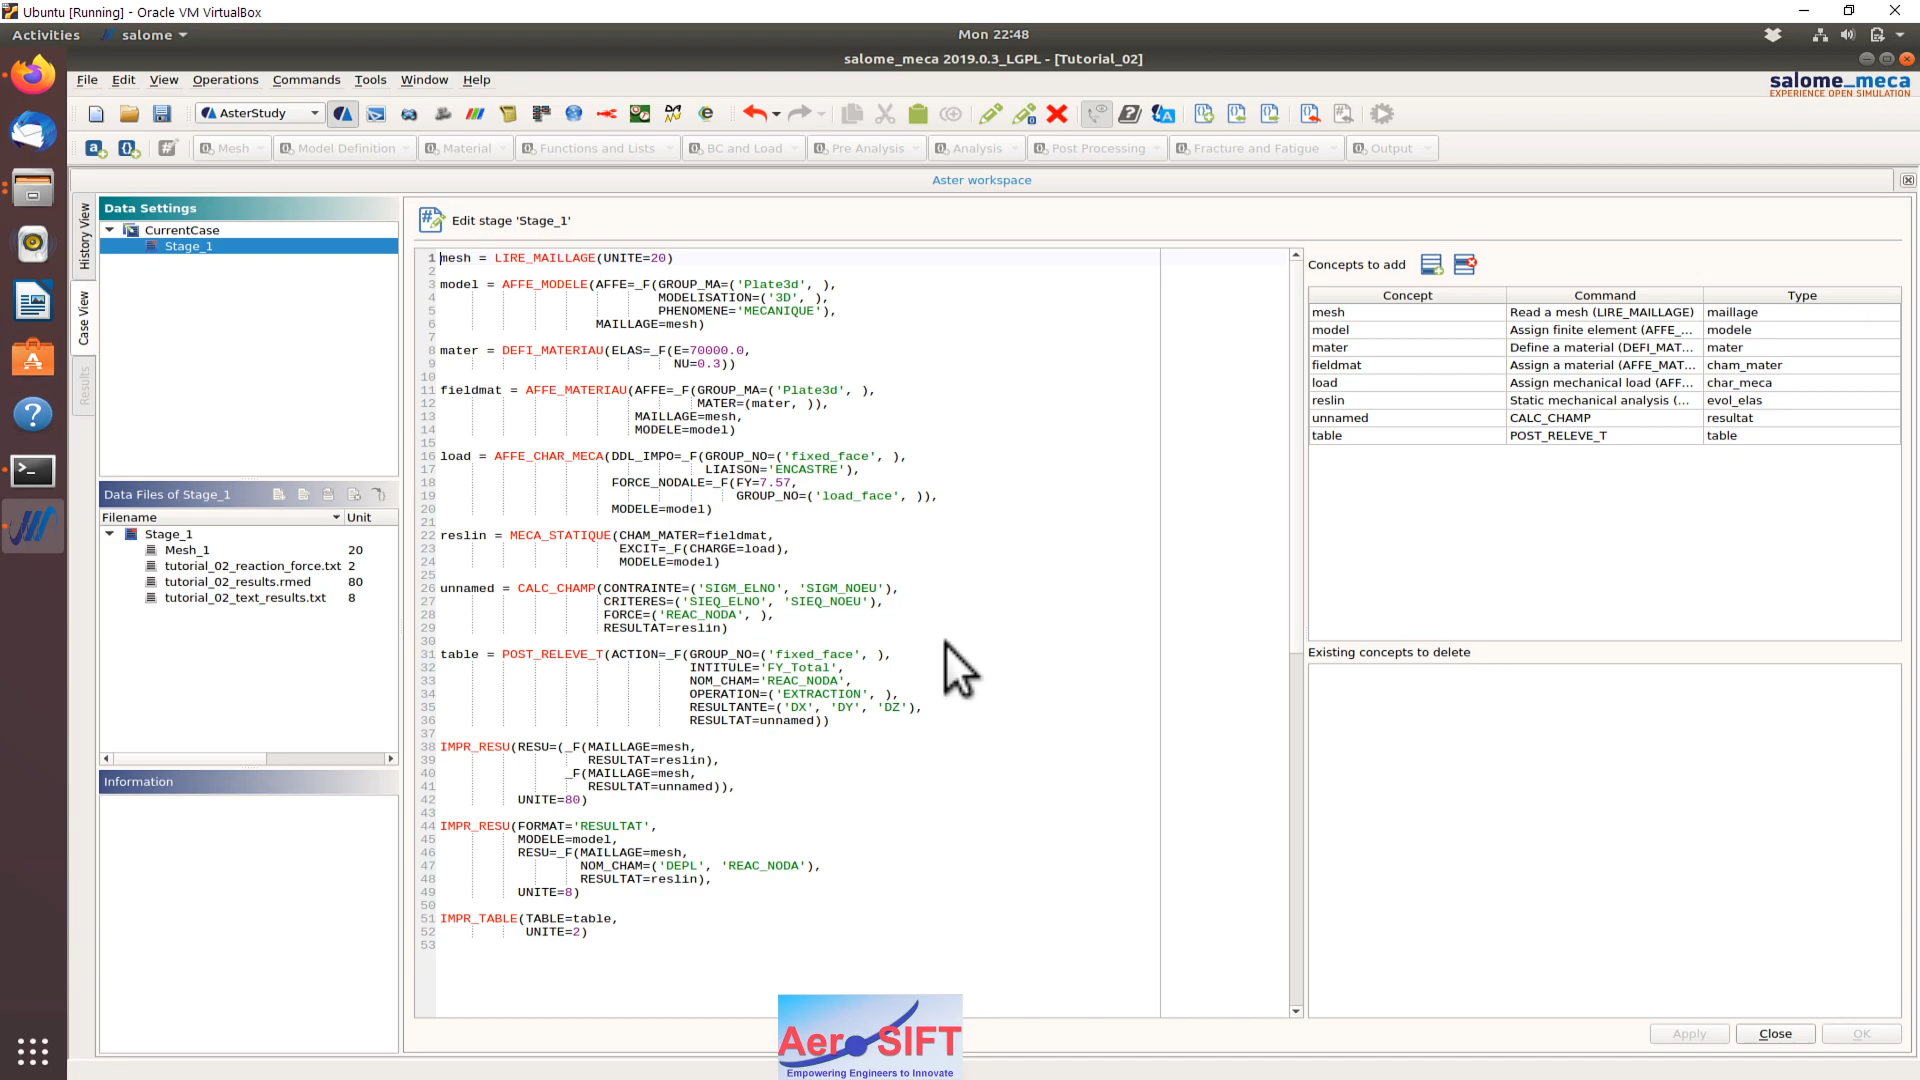 Ubuntu [Running] - Oracle VM VirtualBox
Activities
salome
Mon 22:48
salome_meca 2019.0.3_LGPL - [Tutorial_02]
File Edit View Operations Commands Tools Window Help
salome_meca
EXPERIENCE OPEN SIMULATION
AsterStudy
Mesh Model Definition Material Functions and Lists BC and Load Pre Analysis Analysis Post Processing Fracture and Fatigue Output
Aster workspace
History View
Case View
Results
Data Settings
CurrentCase
Stage_1
Data Files of Stage_1
Filename Unit
Stage_1
Mesh_1 20
tutorial_02_reaction_force.txt 2
tutorial_02_results.rmed 80
tutorial_02_text_results.txt 8
Information
Edit stage 'Stage_1'
1 mesh = LIRE_MAILLAGE(UNITE=20)
2
3 model = AFFE_MODELE(AFFE=_F(GROUP_MA=('Plate3d', ),
4 MODELISATION=('3D', ),
5 PHENOMENE='MECANIQUE'),
6 MAILLAGE=mesh)
7
8 mater = DEFI_MATERIAU(ELAS=_F(E=70000.0,
9 NU=0.3))
10
11 fieldmat = AFFE_MATERIAU(AFFE=_F(GROUP_MA=('Plate3d', ),
12 MATER=(mater, )),
13 MAILLAGE=mesh,
14 MODELE=model)
15
16 load = AFFE_CHAR_MECA(DDL_IMPO=_F(GROUP_NO=('fixed_face', ),
17 LIAISON='ENCASTRE'),
18 FORCE_NODALE=_F(FY=7.57,
19 GROUP_NO=('load_face', )),
20 MODELE=model)
21
22 reslin = MECA_STATIQUE(CHAM_MATER=fieldmat,
23 EXCIT=_F(CHARGE=load),
24 MODELE=model)
25
26 unnamed = CALC_CHAMP(CONTRAINTE=('SIGM_ELNO', 'SIGM_NOEU'),
27 CRITERES=('SIEQ_ELNO', 'SIEQ_NOEU'),
28 FORCE=('REAC_NODA', ),
29 RESULTAT=reslin)
30
31 table = POST_RELEVE_T(ACTION=_F(GROUP_NO=('fixed_face', ),
32 INTITULE='FY_Total',
33 NOM_CHAM='REAC_NODA',
34 OPERATION=('EXTRACTION', ),
35 RESULTANTE=('DX', 'DY', 'DZ'),
36 RESULTAT=unnamed))
37
38 IMPR_RESU(RESU=(_F(MAILLAGE=mesh,
39 RESULTAT=reslin),
40 _F(MAILLAGE=mesh,
41 RESULTAT=unnamed)),
42 UNITE=80)
43
44 IMPR_RESU(FORMAT='RESULTAT',
45 MODELE=model,
46 RESU=_F(MAILLAGE=mesh,
47 NOM_CHAM=('DEPL', 'REAC_NODA'),
48 RESULTAT=reslin),
49 UNITE=8)
50
51 IMPR_TABLE(TABLE=table,
52 UNITE=2)
53
Concepts to add
Concept Command Type
mesh Read a mesh (LIRE_MAILLAGE) maillage
model Assign finite element (AFFE_... modele
mater Define a material (DEFI_MAT... mater
fieldmat Assign a material (AFFE_MAT... cham_mater
load Assign mechanical load (AFF... char_meca
reslin Static mechanical analysis (... evol_elas
unnamed CALC_CHAMP resultat
table POST_RELEVE_T table
Existing concepts to delete
Apply Close OK
AeroSIFT
Empowering Engineers to Innovate